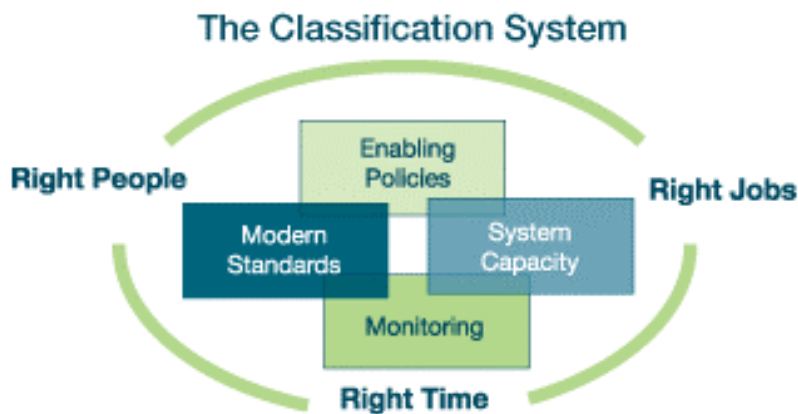 The Classification System
Enabling
Policies
Right People
Right Jobs
Modern
Standards
System
Capacity
Monitoring
Right Time